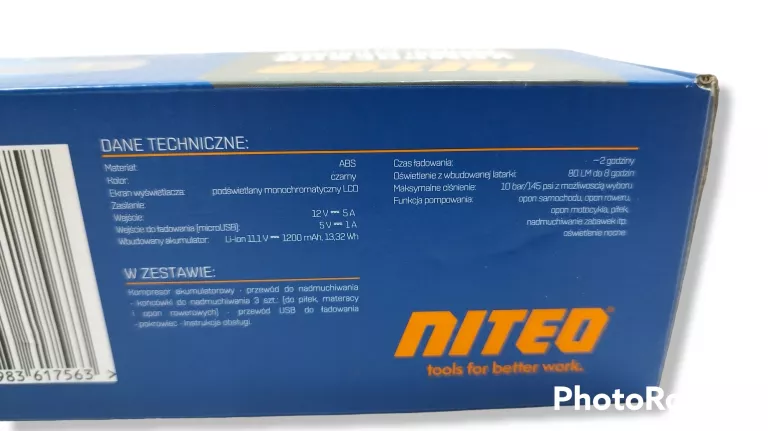 DANE TECHNICZNE:
Materiał: ABS
Kolor: czarny
Ekran wyświetlacza: podświetlany monochromatyczny LCD
Zasilanie:
Wejście: 12 V 5 A
Wejście do ładowania [microUSB]: 5 V 1 A
Wbudowany akumulator: Li-Ion 11,1 V 1200 mAh, 13,32 Wh
Czas ładowania: ~2 godziny
Oświetlenie z wbudowanej latarki: 80 LM do 8 godzin
Maksymalne ciśnienie: 10 bar/145 psi z możliwością wyboru
Funkcja pompowania: opon samochodu, opon roweru,
opon motocykla, piłek,
nadmuchiwanie zabawek itp.
oświetlenie nocne.
W ZESTAWIE:
Kompresor akumulatorowy - przewód do nadmuchiwania
- końcówki do nadmuchiwania 3 szt.: [do piłek, materacy
i opon rowerowych] - przewód USB do ładowania
-pokrowiec -Instrukcja obsługi
983 617563 >
NITEO®
tools for better work.
PhotoRo